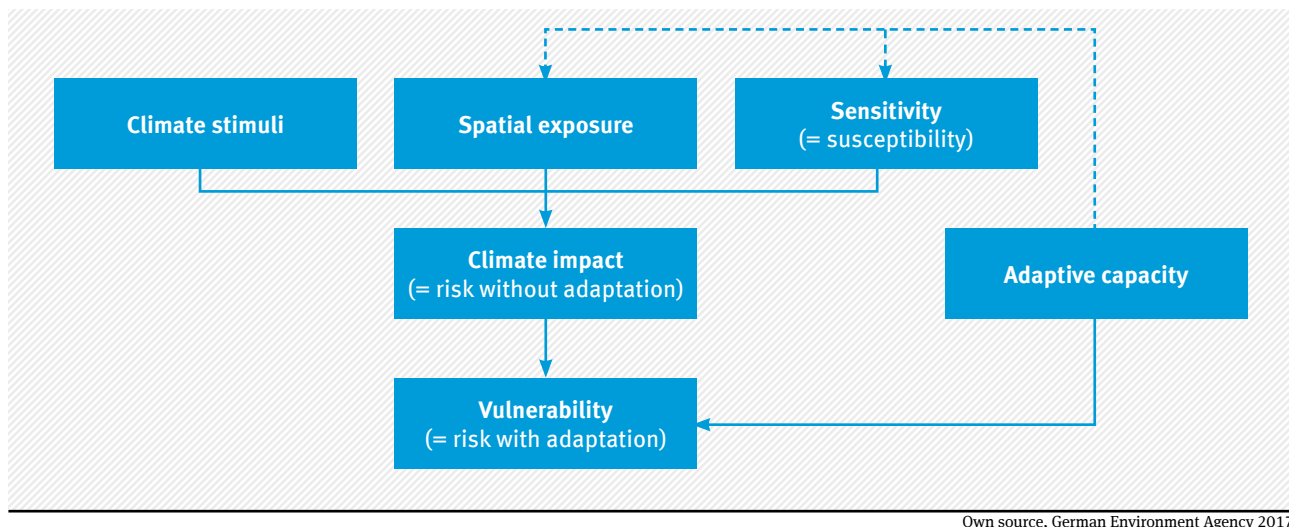 Climate stimuli
Spatial exposure
Sensitivity
(= susceptibility)
Climate impact
(= risk without adaptation)
Adaptive capacity
Vulnerability
(= risk with adaptation)
Own source, German Environment Agency 2017